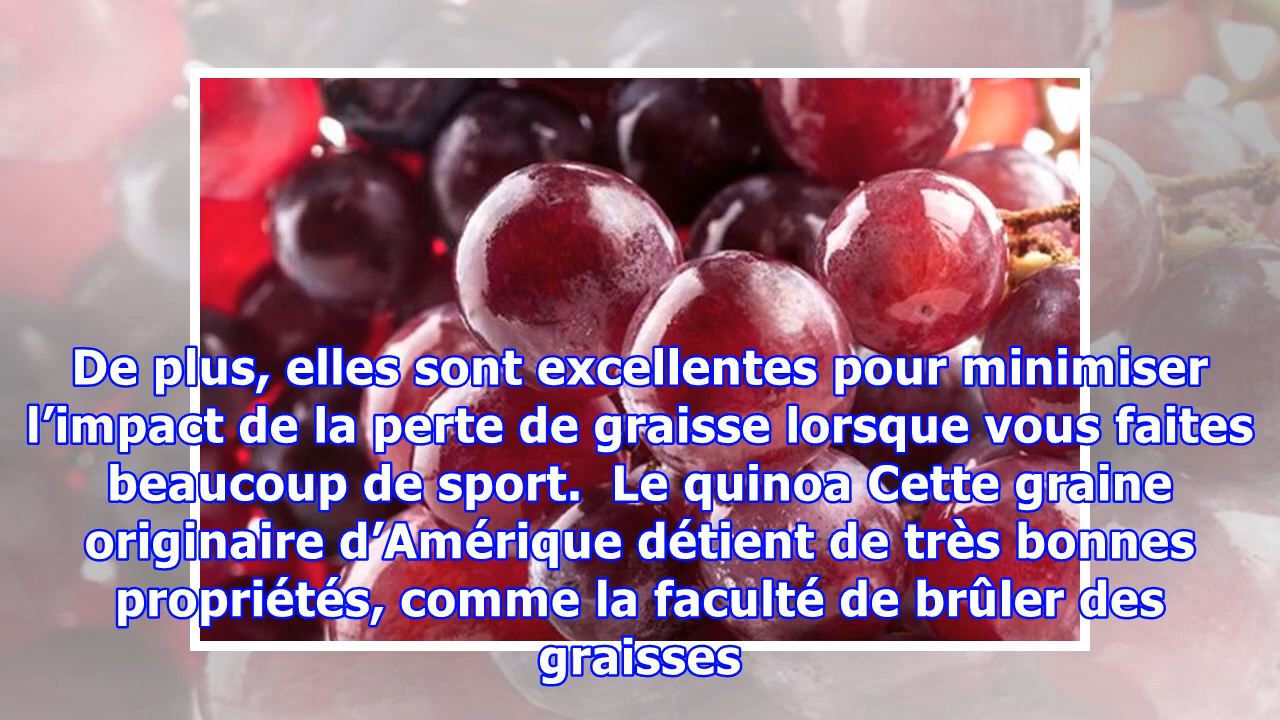 De plus, elles sont excellentes pour minimiser
l’impact de la perte de graisse lorsque vous faites
beaucoup de sport.  Le quinoa Cette graine
originaire d’Amérique détient de très bonnes
propriétés, comme la faculté de brûler des
graisses